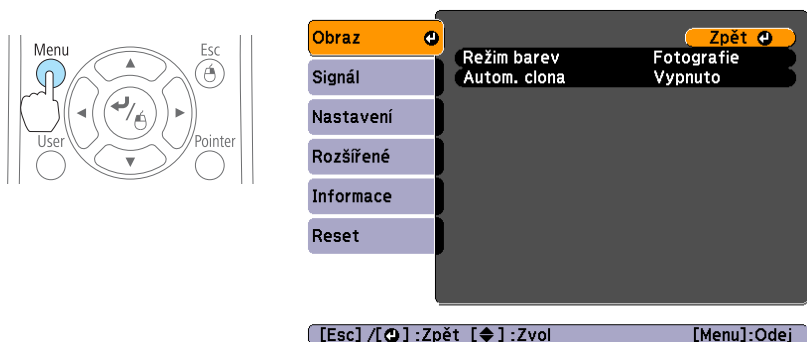 Menu
Esc
User
Pointer
Obraz
Signál
Nastavení
Rozšířené
Informace
Reset
Zpět
Režim barev Fotografie
Autom. clona Vypnuto
[Esc] /[ ] :Zpět [ ] :Zvol [Menu]:Odej